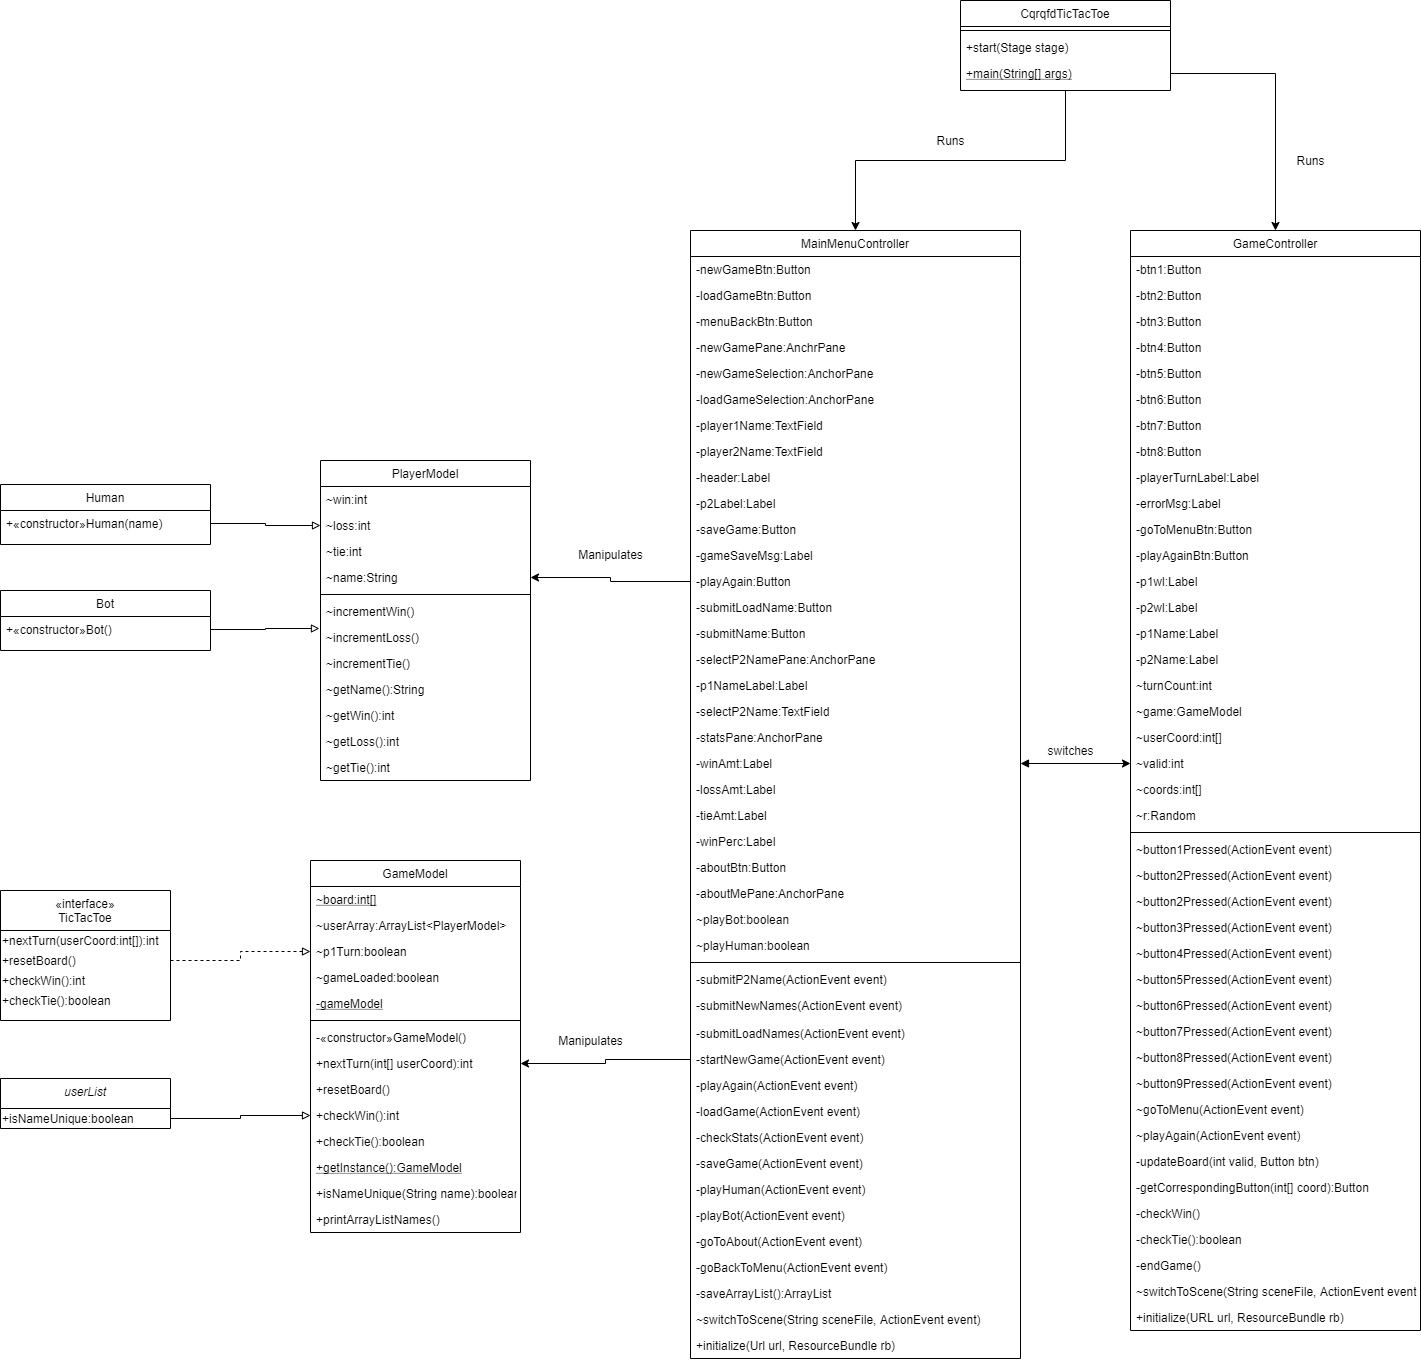 CqrqfdTicTacToe
+start(Stage stage)
+main(String[] args)
Runs
Runs
MainMenuController
-newGameBtn:Button
-loadGameBtn:Button
-menuBackBtn:Button
-newGamePane:AnchrPane
-newGameSelection:AnchorPane
-loadGameSelection:AnchorPane
-player1Name:TextField
-player2Name:TextField
-header:Label
-p2Label:Label
-saveGame:Button
-gameSaveMsg:Label
-playAgain:Button
-submitLoadName:Button
-submitName:Button
-selectP2NamePane:AnchorPane
-p1NameLabel:Label
-selectP2Name:TextField
-statsPane:AnchorPane
-winAmt:Label
-lossAmt:Label
-tieAmt:Label
-winPerc:Label
-aboutBtn:Button
-aboutMePane:AnchorPane
~playBot:boolean
~playHuman:boolean
-submitP2Name(ActionEvent event)
-submitNewNames(ActionEvent event)
-submitLoadNames(ActionEvent event)
-startNewGame(ActionEvent event)
-playAgain(ActionEvent event)
-loadGame(ActionEvent event)
-checkStats(ActionEvent event)
-saveGame(ActionEvent event)
-playHuman(ActionEvent event)
-playBot(ActionEvent event)
-goToAbout(ActionEvent event)
-goBackToMenu(ActionEvent event)
-saveArrayList():ArrayList
~switchToScene(String sceneFile, ActionEvent event)
+initialize(Url url, ResourceBundle rb)
GameController
-btn1:Button
-btn2:Button
-btn3:Button
-btn4:Button
-btn5:Button
-btn6:Button
-btn7:Button
-btn8:Button
-playerTurnLabel:Label
-errorMsg:Label
-goToMenuBtn:Button
-playAgainBtn:Button
-p1wl:Label
-p2wl:Label
-p1Name:Label
-p2Name:Label
~turnCount:int
~game:GameModel
~userCoord:int[]
~valid:int
~coords:int[]
~r:Random
~button1Pressed(ActionEvent event)
~button2Pressed(ActionEvent event)
~button2Pressed(ActionEvent event)
~button3Pressed(ActionEvent event)
~button4Pressed(ActionEvent event)
~button5Pressed(ActionEvent event)
~button6Pressed(ActionEvent event)
~button7Pressed(ActionEvent event)
~button8Pressed(ActionEvent event)
~button9Pressed(ActionEvent event)
~goToMenu(ActionEvent event)
~playAgain(ActionEvent event)
-updateBoard(int valid, Button btn)
-getCorrespondingButton(int[] coord):Button
-checkWin()
-checkTie():boolean
-endGame()
~switchToScene(String sceneFile, ActionEvent event
+initialize(URL url, ResourceBundle rb)
switches
Manipulates
PlayerModel
~win:int
~loss:int
~tie:int
~name:String
~incrementWin()
~incrementLoss()
~incrementTie()
~getName():String
~getWin():int
~getLoss():int
~getTie():int
Human
+«constructor»Human(name)
Bot
+«constructor»Bot()
Manipulates
GameModel
~board:int[]
~userArray:ArrayList<PlayerModel>
~p1Turn:boolean
~gameLoaded:boolean
-gameModel
-«constructor»GameModel()
+nextTurn(int[] userCoord):int
+resetBoard()
+checkWin():int
+checkTie():boolean
+getInstance():GameModel
+isNameUnique(String name):boolean
+printArrayListNames()
«interface»
TicTacToe
+nextTurn(userCoord:int[]):int
+resetBoard()
+checkWin():int
+checkTie():boolean
userList
+isNameUnique:boolean